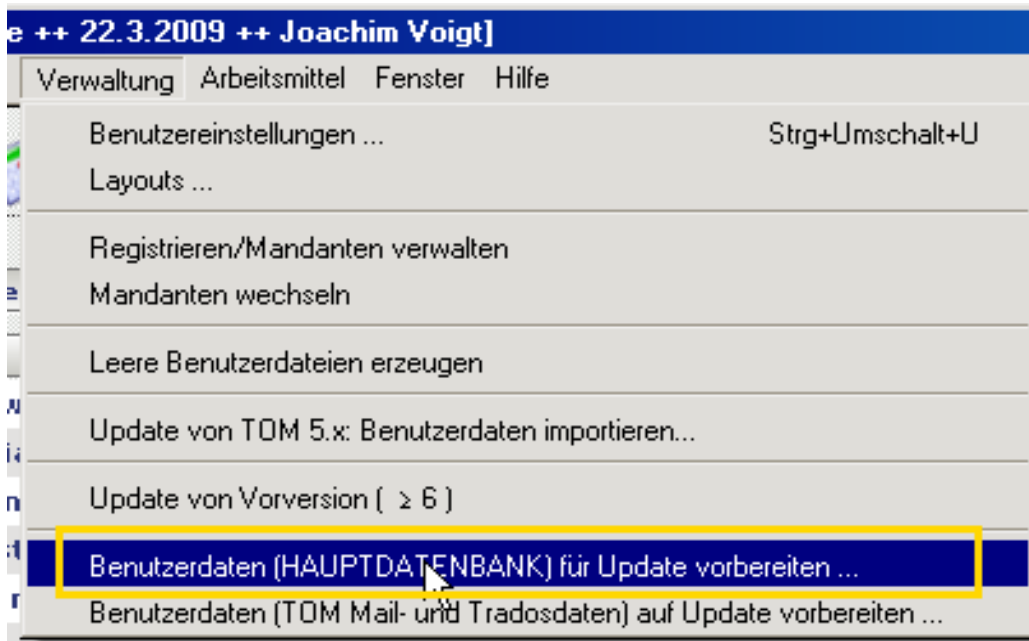 e ++ 22.3.2009 ++ Joachim Voigt]
Verwaltung Arbeitsmittel Fenster Hilfe
Benutzereinstellungen ... Strg+Umschalt+U
Layouts ...
Registrieren/Mandanten verwalten
Mandanten wechseln
Leere Benutzerdateien erzeugen
Update von TOM 5.x: Benutzerdaten importieren...
Update von Vorversion ( ≥ 6 )
Benutzerdaten (HAUPTDATENBANK) für Update vorbereiten ...
Benutzerdaten (TOM Mail- und Tradosdaten) auf Update vorbereiten ...